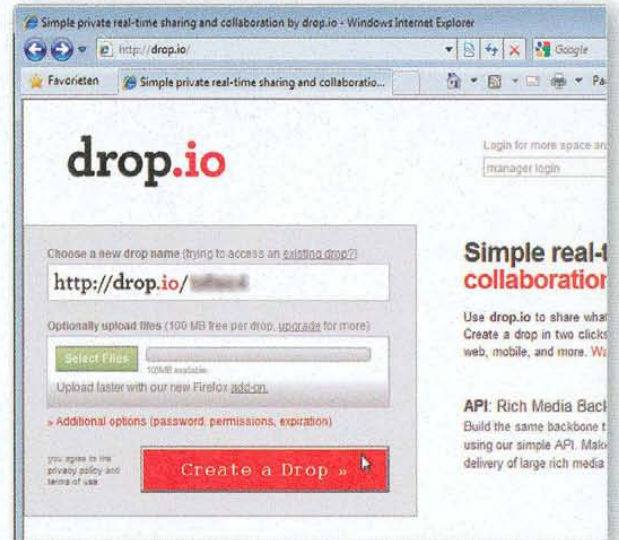 Simple private real-time sharing and collaboration by drop.io - Windows Internet Explorer
http://drop.io/
Google
Favorieten
Simple private real-time sharing and collaboratio...
Pa
drop.io
Login for more space an
manager login
Choose a new drop name (trying to access an existing drop?)
http://drop.io/
Optionally upload files (100 MB free per drop, upgrade for more)
Select Files
100MB available
Upload faster with our new Firefox add-on.
» Additional options (password, permissions, expiration)
you agree to the
privacy policy and
terms of use
Create a Drop »
Simple real-t
collaboration
Use drop.io to share what
Create a drop in two clicks
web, mobile, and more. Wa
API: Rich Media Back
Build the same backbone t
using our simple API. Make
delivery of large rich media